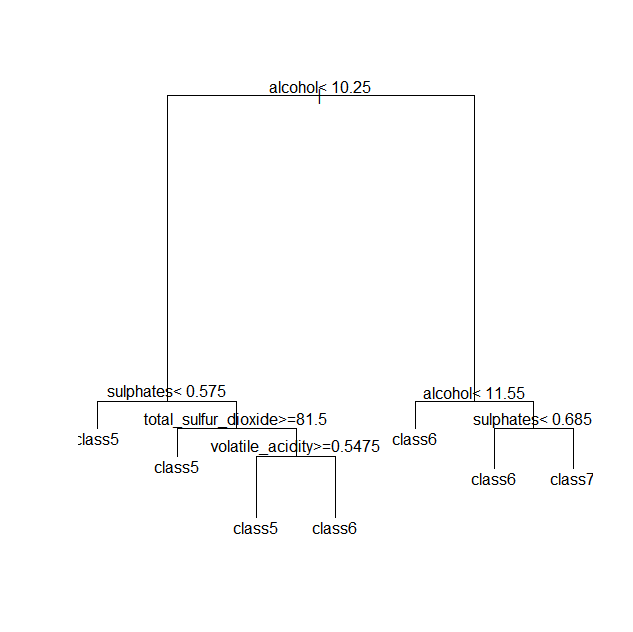 alcohol< 10.25
sulphates< 0.575
alcohol< 11.55
total_sulfur_dioxide>=81.5
sulphates< 0.685
class5
class6
volatile_acidity>=0.5475
class5
class6
class7
class5
class6